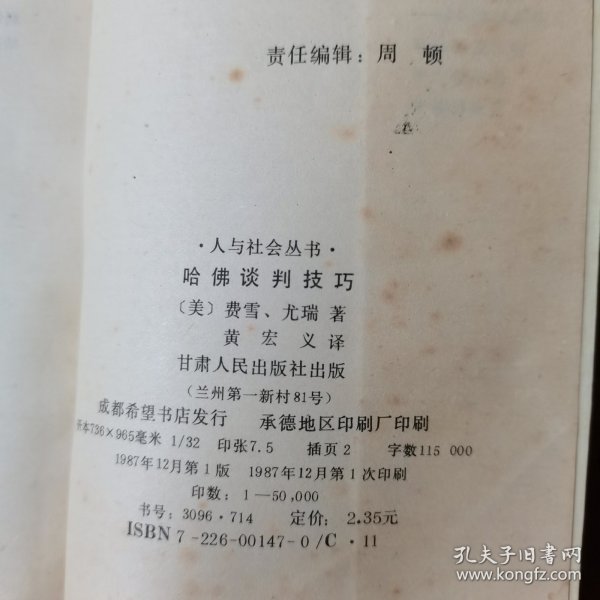 责任编辑：周 顿
·人与社会丛书·
哈佛谈判技巧
〔美〕费雪、尤瑞 著
黄宏 义译
甘肃人民出版社出版
（兰州第一新村81号）
成都希望书店发行 承德地区印刷厂印刷
开本736×965毫米 1/32 印张7.5 插页2 字数115 000
1987年12月第1版 1987年12月第1次印刷
印数：1—50,000
书号：3096·714 定价：2.35元
ISBN 7-226-00147-0/C·11
孔夫子旧书网
www.kongfz.com